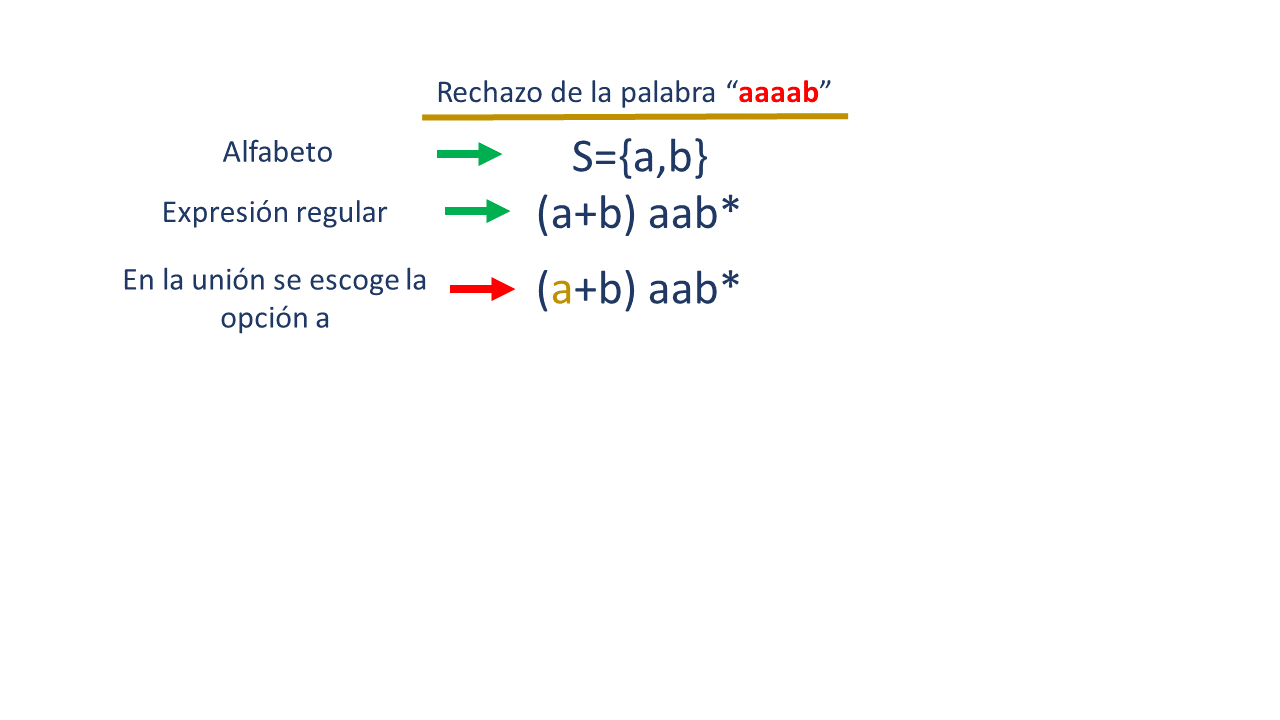 Rechazo de la palabra “aaaab”
Alfabeto
S={a,b}
Expresión regular
(a+b) aab*
En la unión se escoge la
opción a
(a+b) aab*